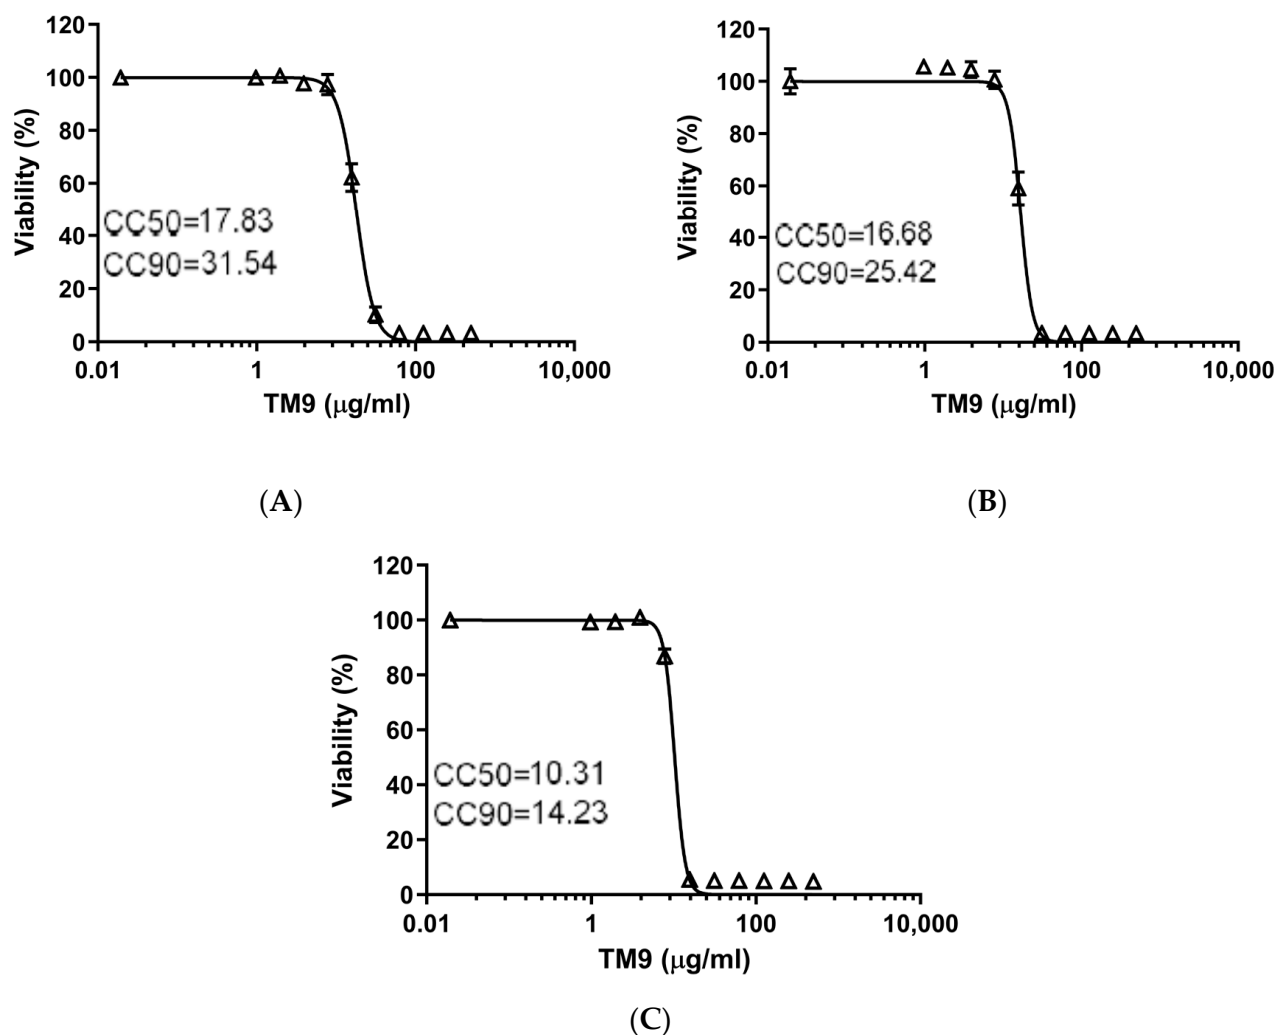 120
100
80
60
40
20
0
Viability (%)
CC50=17.83
CC90=31.54
0.01 1 100 10,000
TM9 (μg/ml)
(A)
120
100
80
60
40
20
0
Viability (%)
CC50=16.68
CC90=25.42
0.01 1 100 10,000
TM9 (μg/ml)
(B)
120
100
80
60
40
20
0
Viability (%)
CC50=10.31
CC90=14.23
0.01 1 100 10,000
TM9 (μg/ml)
(C)